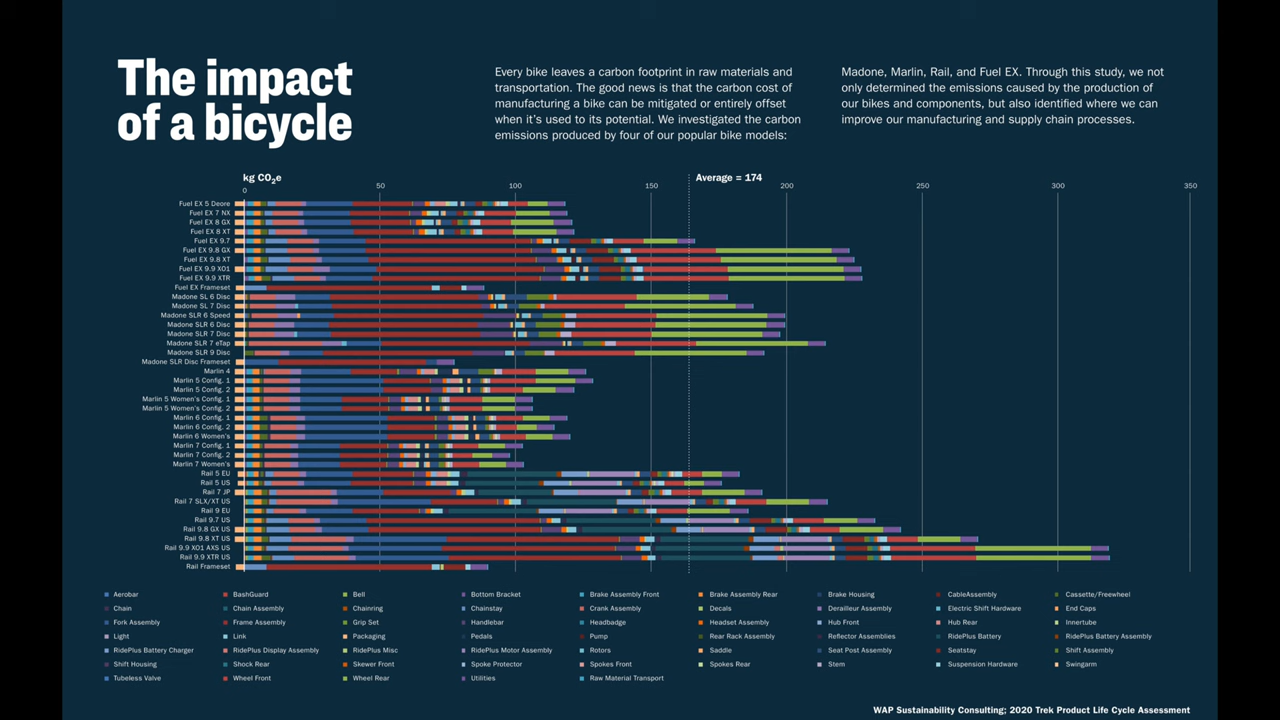 The impact
of a bicycle
Every bike leaves a carbon footprint in raw materials and
transportation. The good news is that the carbon cost of
manufacturing a bike can be mitigated or entirely offset
when it's used to its potential. We investigated the carbon
emissions produced by four of our popular bike models:
Madone, Marlin, Rail, and Fuel EX. Through this study, we not
only determined the emissions caused by the production of
our bikes and components, but also identified where we can
improve our manufacturing and supply chain processes.
kg CO₂e
Average = 174
0 50 100 150 200 250 300 350
Fuel EX 5 Deore
Fuel EX 7 NX
Fuel EX 8 GX
Fuel EX 8 XT
Fuel EX 9.7
Fuel EX 9.8 GX
Fuel EX 9.8 XT
Fuel EX 9.9 XO1
Fuel EX 9.9 XTR
Fuel EX Frameset
Madone SL 6 Disc
Madone SL 7 Disc
Madone SLR 6 Speed
Madone SLR 6 Disc
Madone SLR 7 Disc
Madone SLR 7 eTap
Madone SLR 9 Disc
Madone SLR Disc Frameset
Marlin 4
Marlin 5 Config. 1
Marlin 5 Config. 2
Marlin 5 Women's Config. 1
Marlin 5 Women's Config. 2
Marlin 6 Config. 1
Marlin 6 Config. 2
Marlin 6 Women's
Marlin 7 Config. 1
Marlin 7 Config. 2
Marlin 7 Women's
Rail 5 EU
Rail 5 US
Rail 7 JP
Rail 7 SLX/XT US
Rail 9 EU
Rail 9.7 US
Rail 9.8 GX US
Rail 9.8 XT US
Rail 9.9 XO1 AXS US
Rail 9.9 XTR US
Rail Frameset
Aerobar BashGuard Bell Bottom Bracket Brake Assembly Front Brake Assembly Rear Brake Housing CableAssembly Cassette/Freewheel
Chain Chain Assembly Chainring Chainstay Crank Assembly Decals Derailleur Assembly Electric Shift Hardware End Caps
Fork Assembly Frame Assembly Grip Set Handlebar Headbadge Headset Assembly Hub Front Hub Rear Innertube
Light Link Packaging Pedals Pump Rear Rack Assembly Reflector Assemblies RidePlus Battery RidePlus Battery Assembly
RidePlus Battery Charger RidePlus Display Assembly RidePlus Misc RidePlus Motor Assembly Rotors Saddle Seat Post Assembly Seatstay Shift Assembly
Shift Housing Shock Rear Skewer Front Spoke Protector Spokes Front Spokes Rear Stem Suspension Hardware Swingarm
Tubeless Valve Wheel Front Wheel Rear Utilities Raw Material Transport
WAP Sustainability Consulting; 2020 Trek Product Life Cycle Assessment